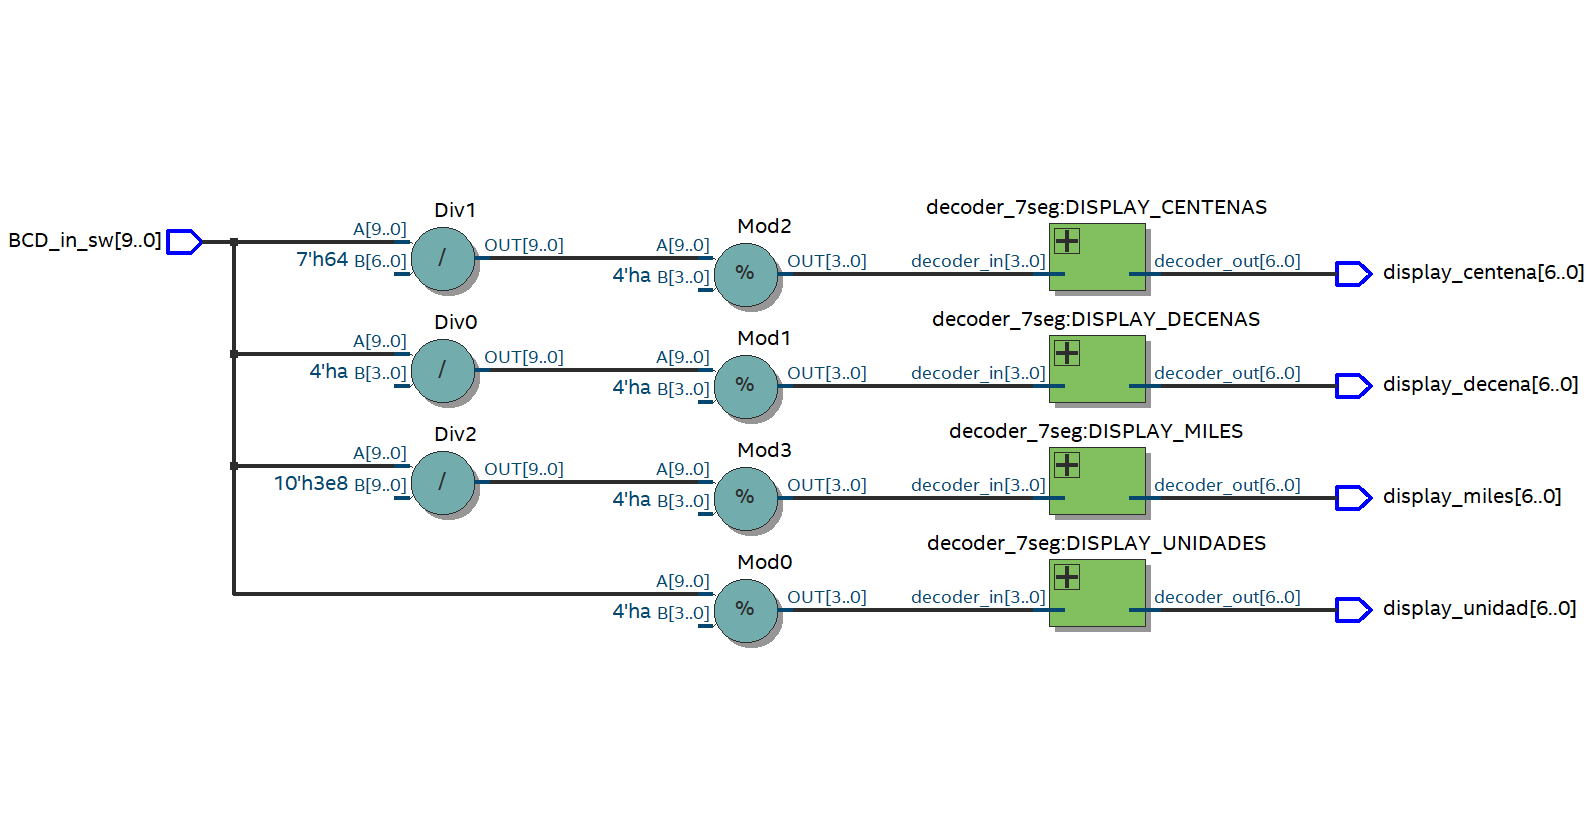 BCD_in_sw[9..0]
Div1
A[9..0]
7'h64 B[6..0]
/
OUT[9..0]
Mod2
A[9..0]
4'ha B[3..0]
%
OUT[3..0]
decoder_7seg:DISPLAY_CENTENAS
decoder_in[3..0]
decoder_out[6..0]
display_centena[6..0]
Div0
A[9..0]
4'ha B[3..0]
/
OUT[9..0]
Mod1
A[9..0]
4'ha B[3..0]
%
OUT[3..0]
decoder_7seg:DISPLAY_DECENAS
decoder_in[3..0]
decoder_out[6..0]
display_decena[6..0]
Div2
A[9..0]
10'h3e8 B[9..0]
/
OUT[9..0]
Mod3
A[9..0]
4'ha B[3..0]
%
OUT[3..0]
decoder_7seg:DISPLAY_MILES
decoder_in[3..0]
decoder_out[6..0]
display_miles[6..0]
Mod0
A[9..0]
4'ha B[3..0]
%
OUT[3..0]
decoder_7seg:DISPLAY_UNIDADES
decoder_in[3..0]
decoder_out[6..0]
display_unidad[6..0]